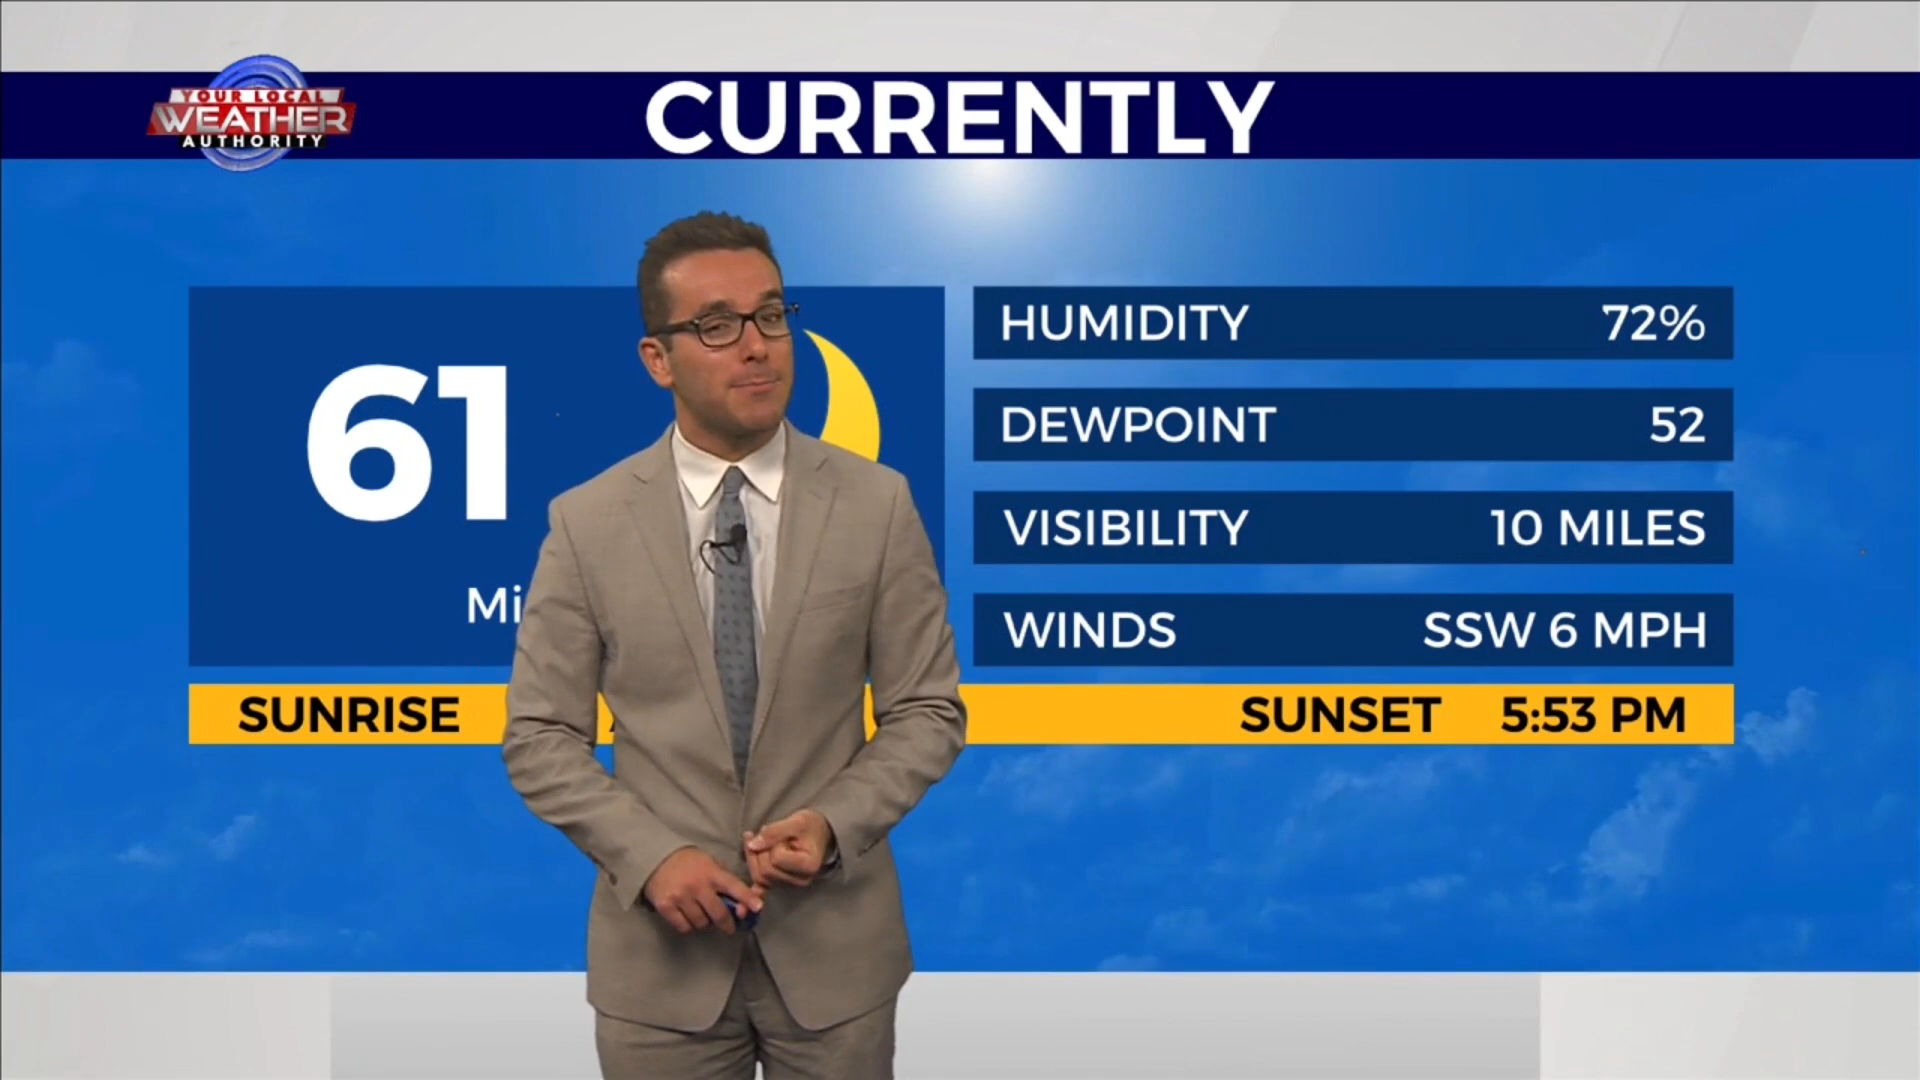 YOUR LOCAL
WEATHER
AUTHORITY
CURRENTLY
61
HUMIDITY 72%
DEWPOINT 52
VISIBILITY 10 MILES
WINDS SSW 6 MPH
SUNRISE
SUNSET 5:53 PM